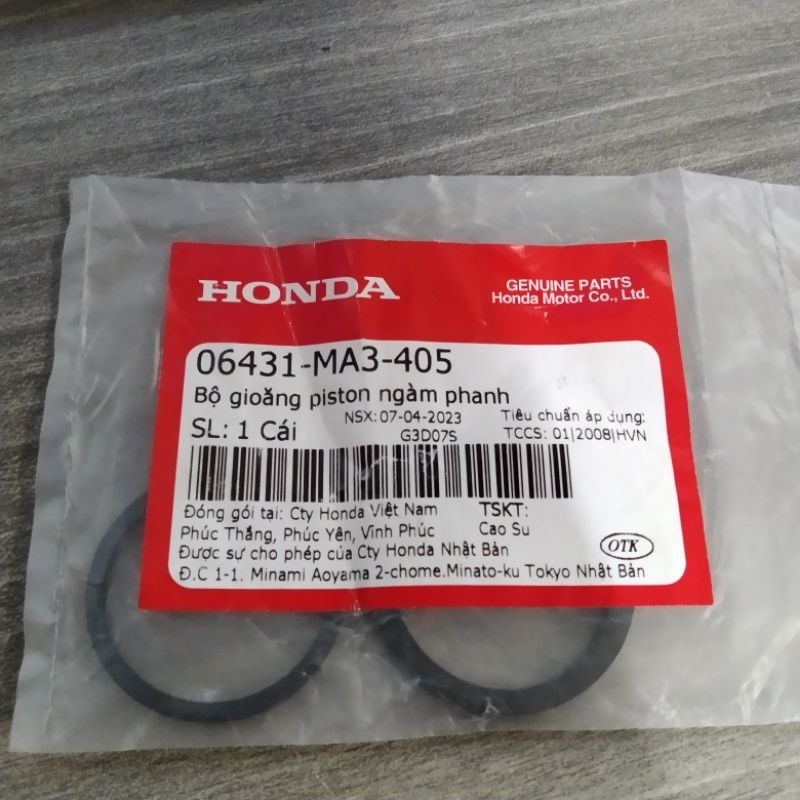 HONDA
GENUINE PARTS
Honda Motor Co., Ltd.
06431-MA3-405
Bộ gioăng piston ngàm phanh
SL: 1 Cái
NSX: 07-04-2023
G3D07S
Tiêu chuẩn áp dụng:
TCCS: 01|2008|HVN
Đóng gói tại: Cty Honda Việt Nam
Phúc Thắng, Phúc Yên, Vĩnh Phúc
TSKT:
Cao Su
Được sự cho phép của Cty Honda Nhật Bản
OTK
Đ.C 1-1. Minami Aoyama 2-chome.Minato-ku Tokyo Nhật Bản